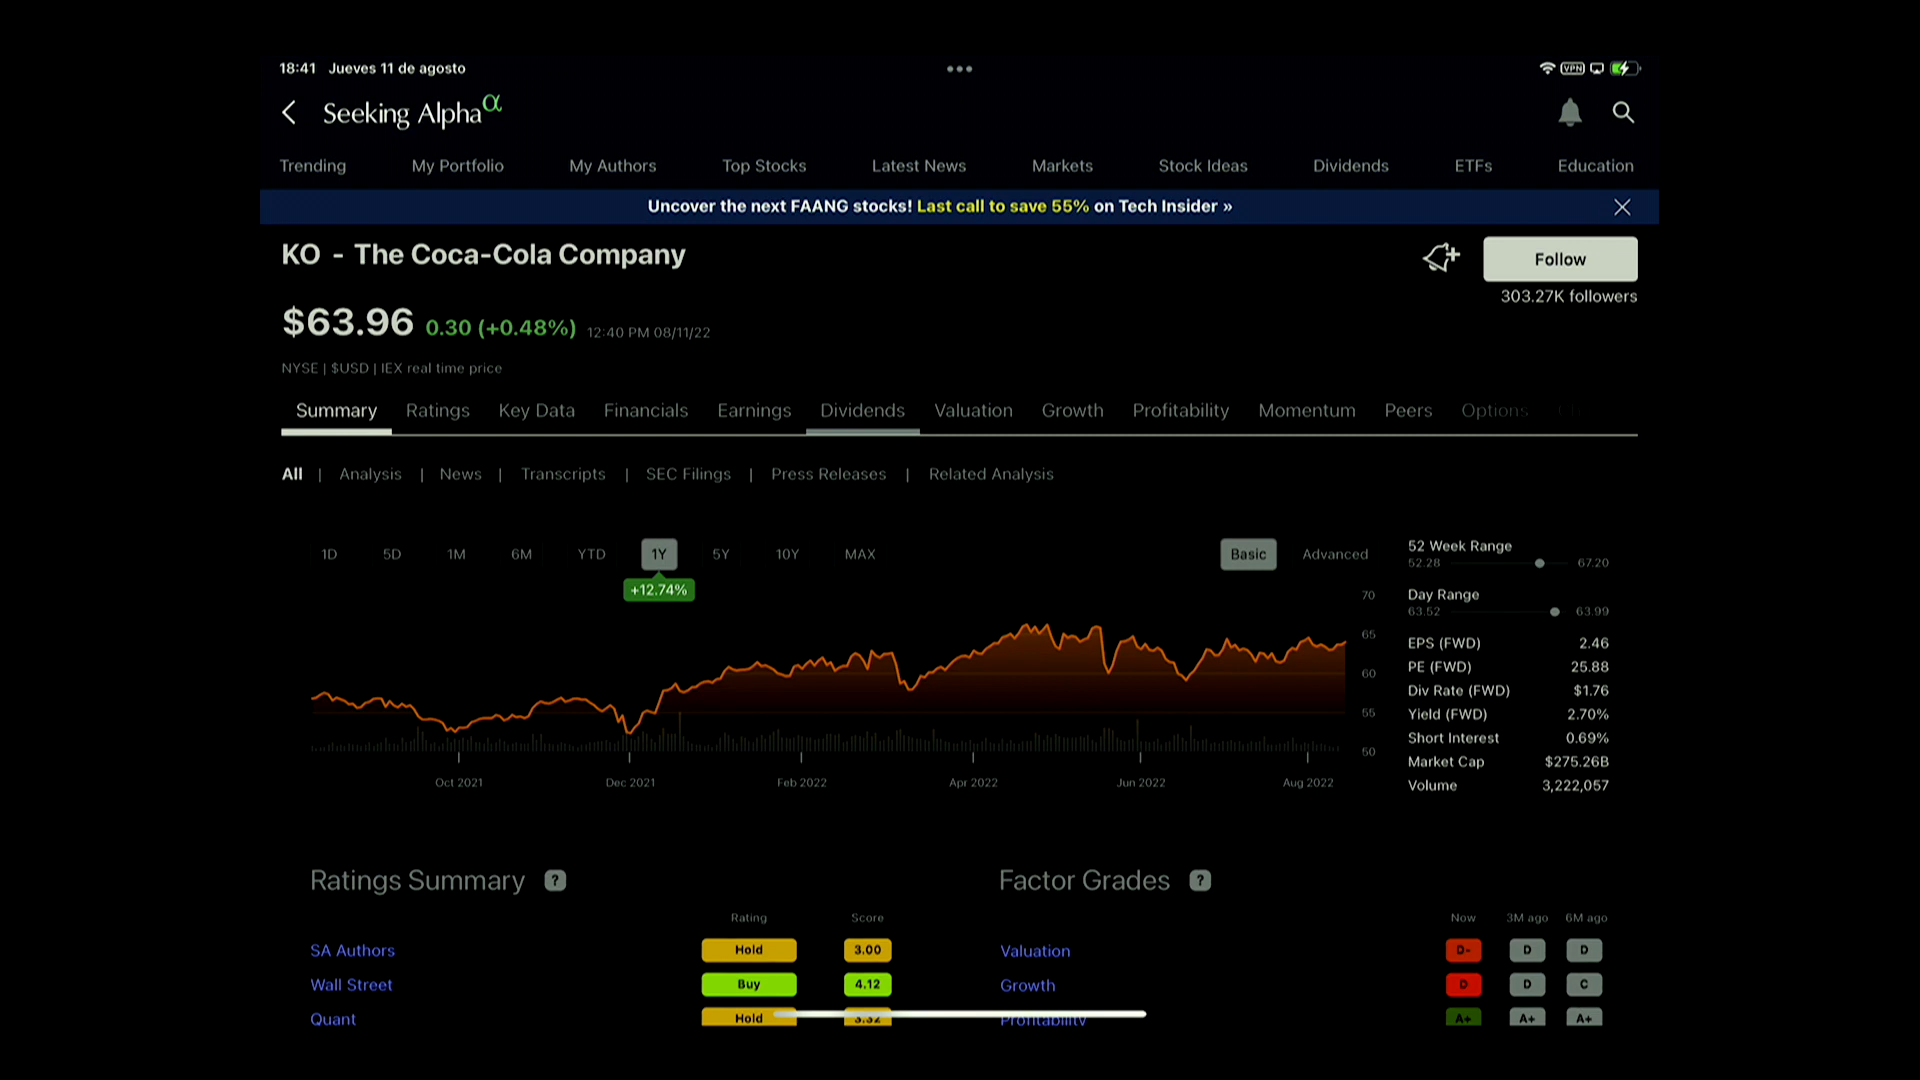 18:41 Jueves 11 de agosto
VPN
Seeking Alpha α
Trending My Portfolio My Authors Top Stocks Latest News Markets Stock Ideas Dividends ETFs Education
Uncover the next FAANG stocks! Last call to save 55% on Tech Insider »
KO - The Coca-Cola Company
Follow
303.27K followers
$63.96 0.30 (+0.48%) 12:40 PM 08/11/22
NYSE | $USD | IEX real time price
Summary Ratings Key Data Financials Earnings Dividends Valuation Growth Profitability Momentum Peers Options
All | Analysis | News | Transcripts | SEC Filings | Press Releases | Related Analysis
1D 5D 1M 6M YTD 1Y 5Y 10Y MAX Basic Advanced
+12.74%
70
65
60
55
50
Oct 2021 Dec 2021 Feb 2022 Apr 2022 Jun 2022 Aug 2022
52 Week Range
52.28 67.20
Day Range
63.52 63.99
EPS (FWD) 2.46
PE (FWD) 25.88
Div Rate (FWD) $1.76
Yield (FWD) 2.70%
Short Interest 0.69%
Market Cap $275.26B
Volume 3,222,057
Ratings Summary ?
Rating Score
SA Authors Hold 3.00
Wall Street Buy 4.12
Quant Hold 3.32
Factor Grades ?
Now 3M ago 6M ago
Valuation D- D D
Growth D D C
Profitability A+ A+ A+